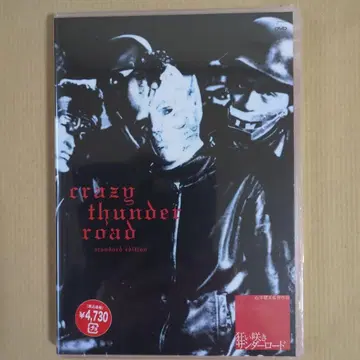 crazy
thunder
road
standard edition
¥4,730
狂い咲き
サンダーロード